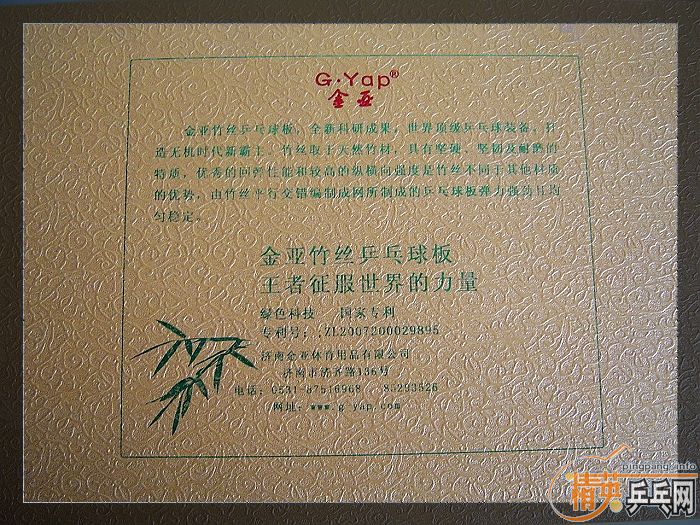 G·Yap®
金亚
金亚竹丝乒乓球板，全新科研成果，世界顶级乒乓球装备。打
造无机时代新霸王。竹丝取于天然竹材，具有坚硬、坚韧及耐磨的
特质，优秀的回弹性能和较高的纵横向强度是竹丝不同于其他材质
的优势，由竹丝平行交错编制成网所制成的乒乓球板弹力强劲且均
匀稳定。
金亚竹丝乒乓球板
王者征服世界的力量
绿色科技 国家专利
专利号：ZL2007200029895
济南金亚体育用品有限公司
济南市济齐路136号
电话：0531-87516968 85293526
网址：www.g-yap.com
pingpang.info
精英乒乓网